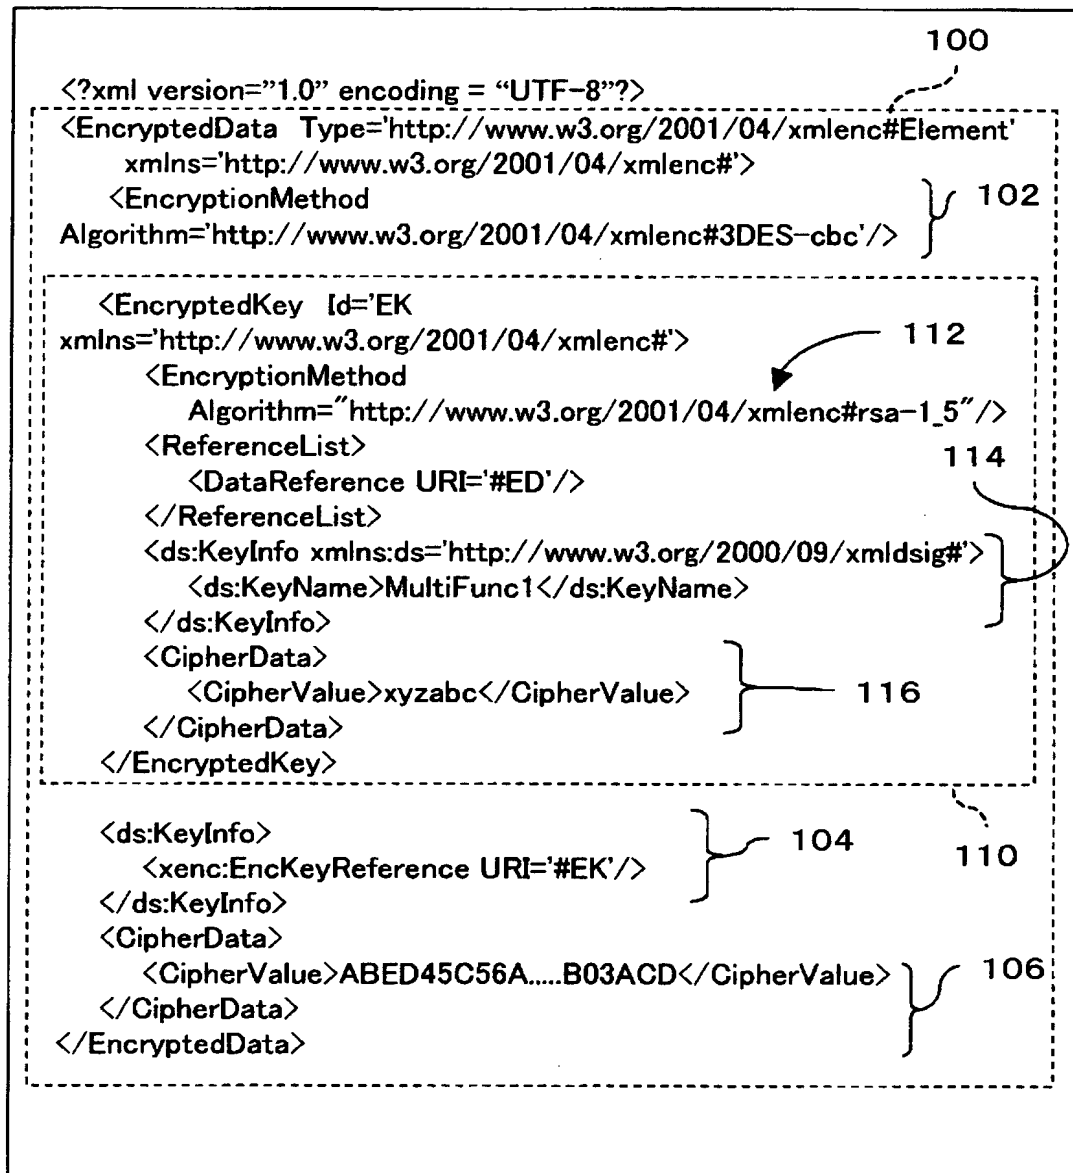 100
<?xml version=”1.0” encoding = “UTF-8”?>
<EncryptedData Type='http://www.w3.org/2001/04/xmlenc#Element'
xmlns='http://www.w3.org/2001/04/xmlenc#'>
<EncryptionMethod
102
Algorithm='http://www.w3.org/2001/04/xmlenc#3DES-cbc'/>
<EncryptedKey Id='EK
xmlns='http://www.w3.org/2001/04/xmlenc#'>
112
<EncryptionMethod
Algorithm="http://www.w3.org/2001/04/xmlenc#rsa-1_5"/>
<ReferenceList>
114
<DataReference URI='#ED'/>
</ReferenceList>
<ds:KeyInfo xmlns:ds='http://www.w3.org/2000/09/xmldsig#'>
<ds:KeyName>MultiFunc1</ds:KeyName>
</ds:KeyInfo>
<CipherData>
<CipherValue>xyzabc</CipherValue>
116
</CipherData>
</EncryptedKey>
<ds:KeyInfo>
104
<xenc:EncKeyReference URI='#EK'/>
110
</ds:KeyInfo>
<CipherData>
<CipherValue>ABED45C56A.....B03ACD</CipherValue>
106
</CipherData>
</EncryptedData>